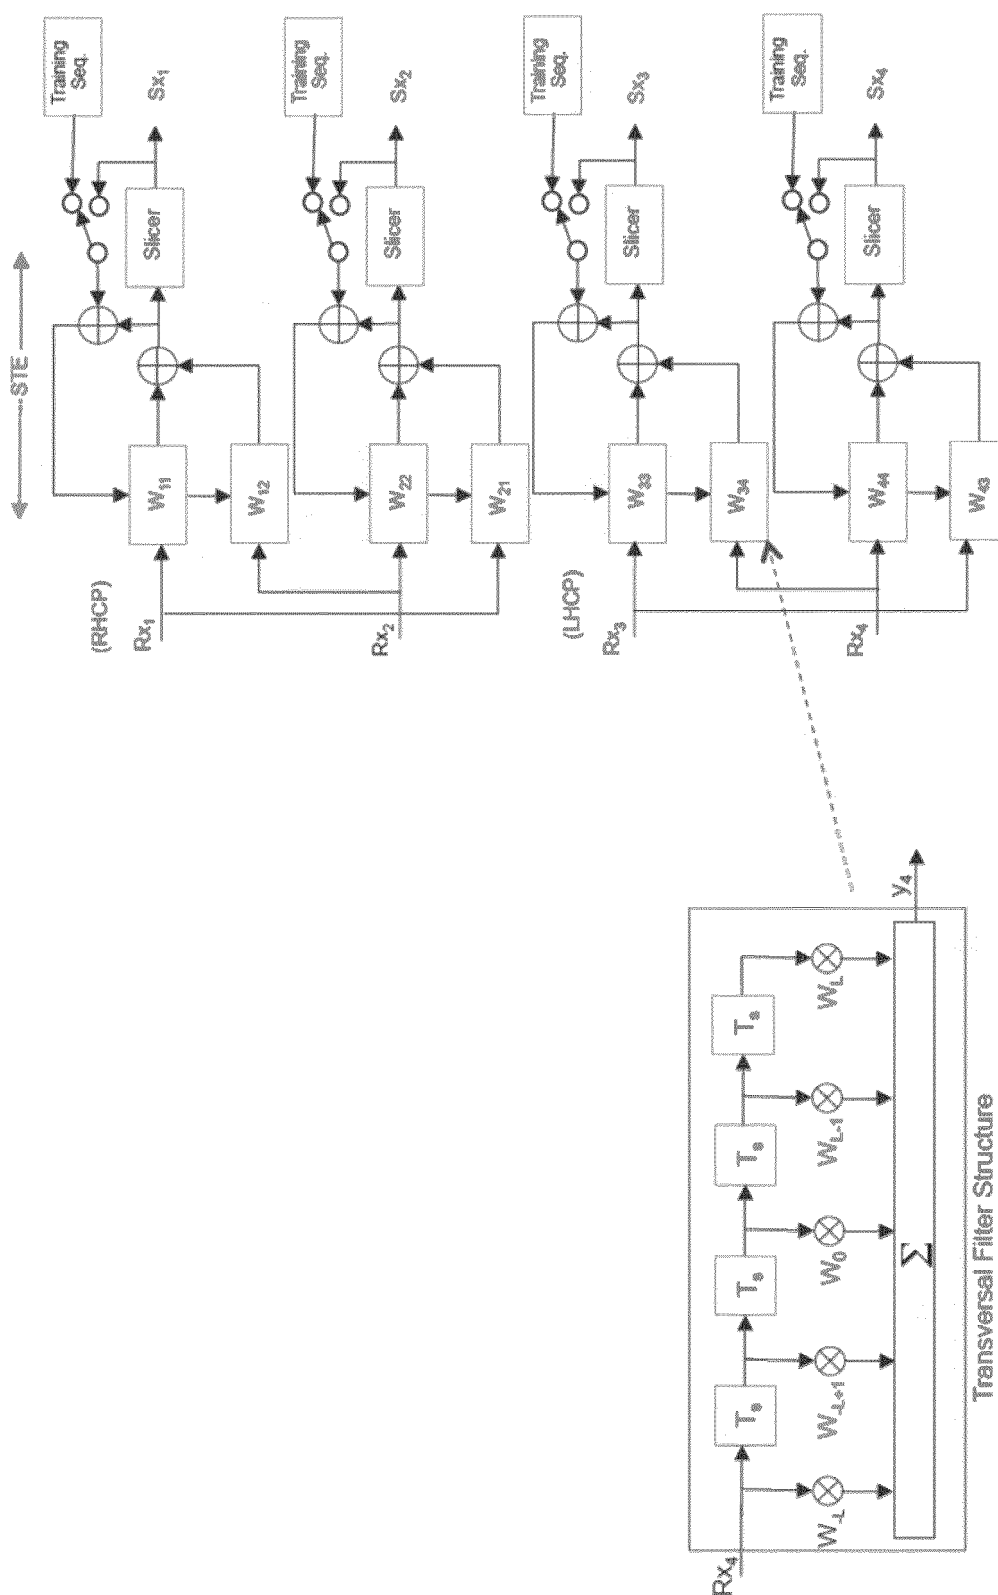 STE
(RHCP)
Rx1
W11
W12
Slicer
Training
Seq.
Sx1
Rx2
W22
W21
Slicer
Training
Seq.
Sx2
(LHCP)
Rx3
W33
W34
Slicer
Training
Seq.
Sx3
Rx4
W44
W43
Slicer
Training
Seq.
Sx4
Rx4
Ts
Ts
Ts
Ts
W-L
W-L+1
W0
WL-1
WL
Σ
y4
Transversal Filter Structure